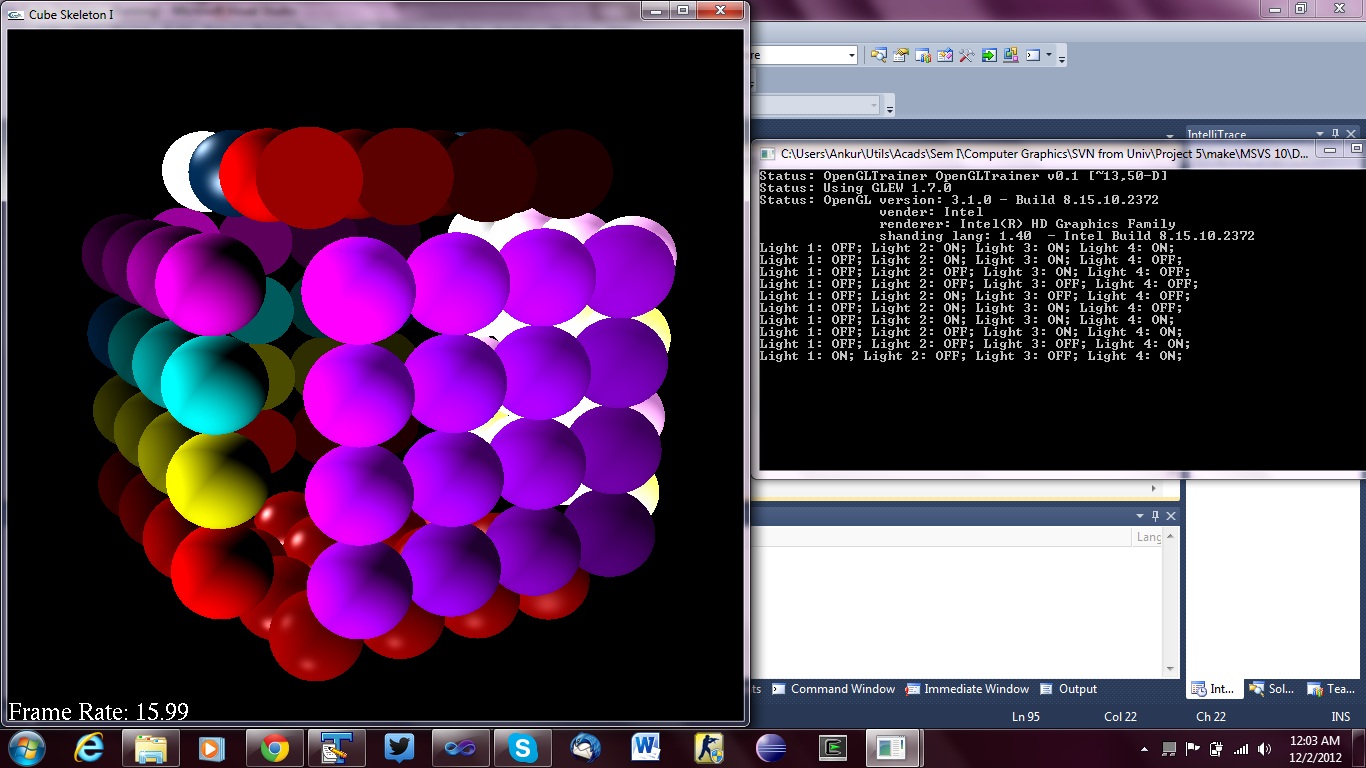 Cube Skeleton I
re
IntelliTrace
C:\Users\Ankur\Utils\Acads\Sem I\Computer Graphics\SVN from Univ\Project 5\make\MSVS 10\D...
Status: OpenGLTrainer OpenGLTrainer v0.1 [~13,50-D]
Status: Using GLEW 1.7.0
Status: OpenGL version: 3.1.0 - Build 8.15.10.2372
vender: Intel
renderer: Intel(R) HD Graphics Family
shanding lang: 1.40 - Intel Build 8.15.10.2372
Light 1: OFF; Light 2: ON; Light 3: ON; Light 4: ON;
Light 1: OFF; Light 2: ON; Light 3: ON; Light 4: OFF;
Light 1: OFF; Light 2: OFF; Light 3: ON; Light 4: OFF;
Light 1: OFF; Light 2: OFF; Light 3: OFF; Light 4: OFF;
Light 1: OFF; Light 2: ON; Light 3: OFF; Light 4: OFF;
Light 1: OFF; Light 2: ON; Light 3: ON; Light 4: OFF;
Light 1: OFF; Light 2: ON; Light 3: ON; Light 4: ON;
Light 1: OFF; Light 2: OFF; Light 3: ON; Light 4: ON;
Light 1: OFF; Light 2: OFF; Light 3: OFF; Light 4: ON;
Light 1: ON; Light 2: OFF; Light 3: OFF; Light 4: ON;
Lang
ts Command Window Immediate Window Output Int... Sol... Tea...
Frame Rate: 15.99
Ln 95 Col 22 Ch 22 INS
12:03 AM
12/2/2012